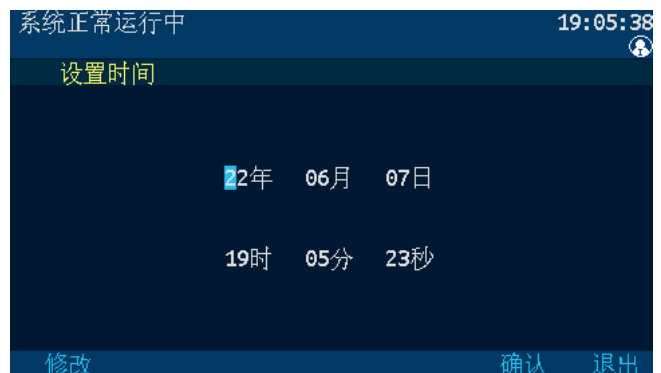 系统正常运行中 19:05:38
设置时间
22年 06月 07日
19时 05分 23秒
修改 确认 退出